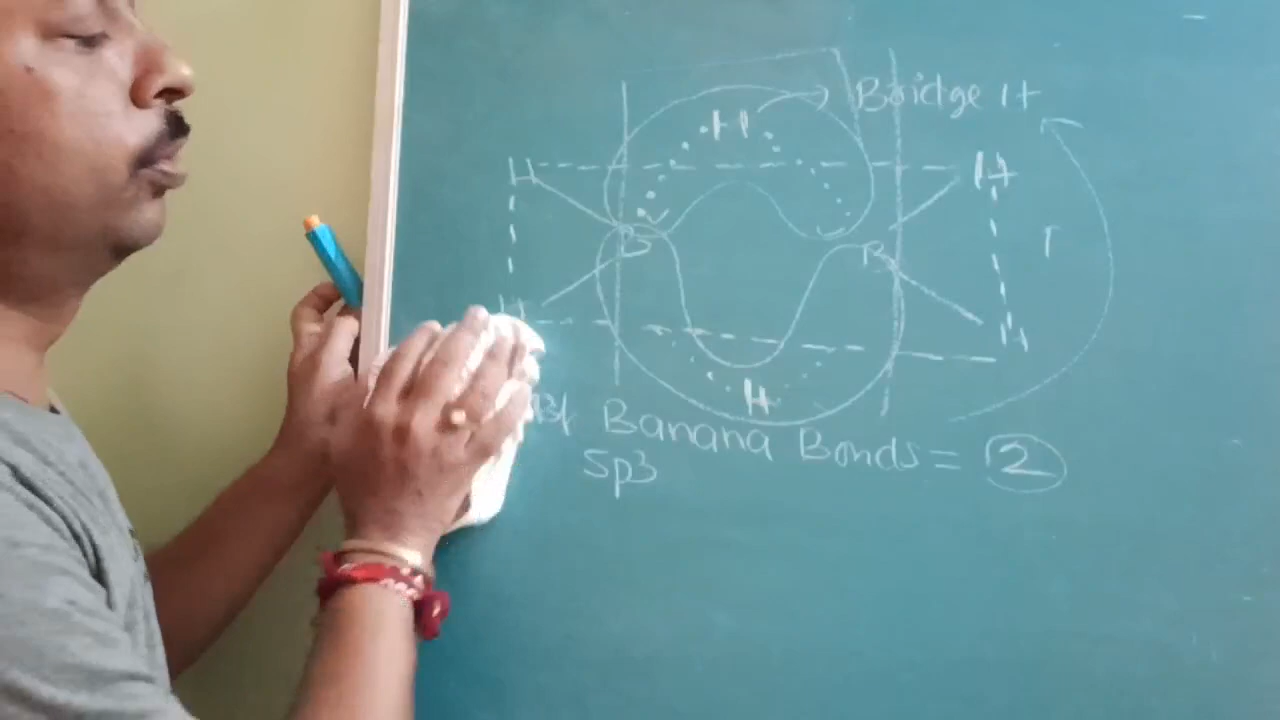 H Bridge H
H H
B B
H H
H
Banana Bonds = 2
Sp3